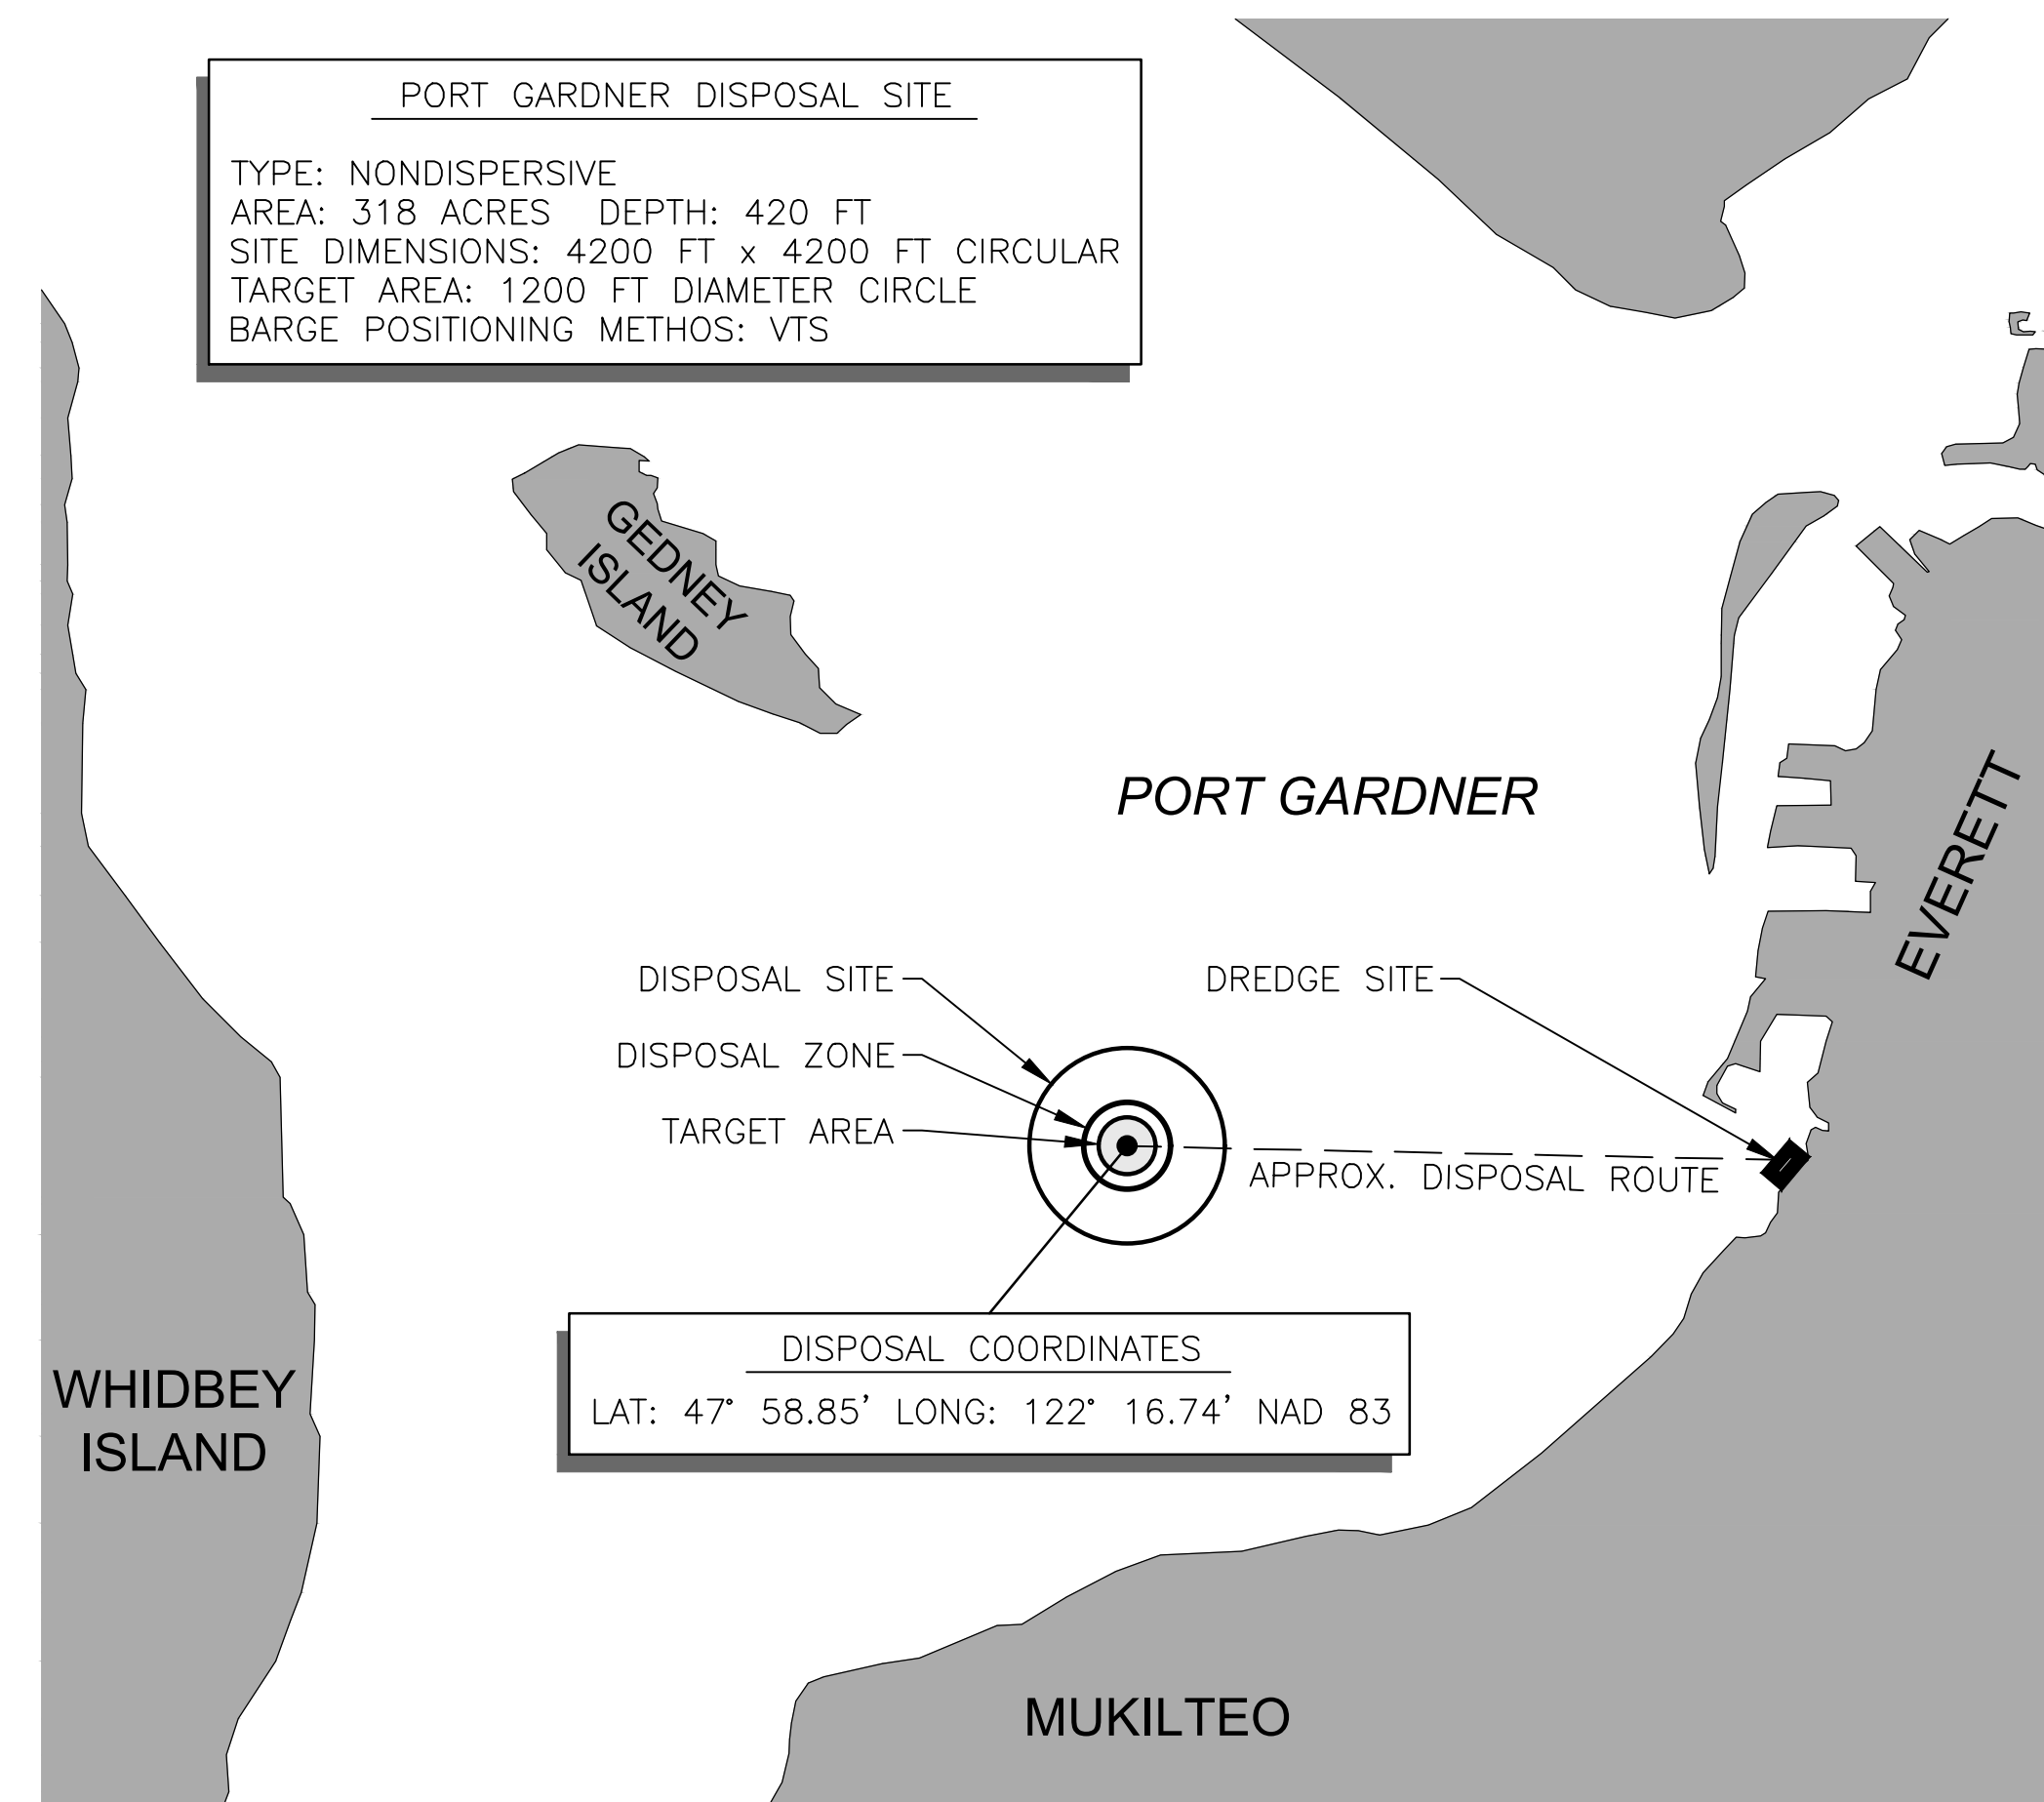 PORT GARDNER DISPOSAL SITE
TYPE: NONDISPERSIVE
AREA: 318 ACRES DEPTH: 420 FT
SITE DIMENSIONS: 4200 FT x 4200 FT CIRCULAR
TARGET AREA: 1200 FT DIAMETER CIRCLE
BARGE POSITIONING METHOS: VTS
GEDNEY
ISLAND
PORT GARDNER
EVERETT
DISPOSAL SITE
DREDGE SITE
DISPOSAL ZONE
TARGET AREA
APPROX. DISPOSAL ROUTE
DISPOSAL COORDINATES
LAT: 47° 58.85' LONG: 122° 16.74' NAD 83
WHIDBEY
ISLAND
MUKILTEO